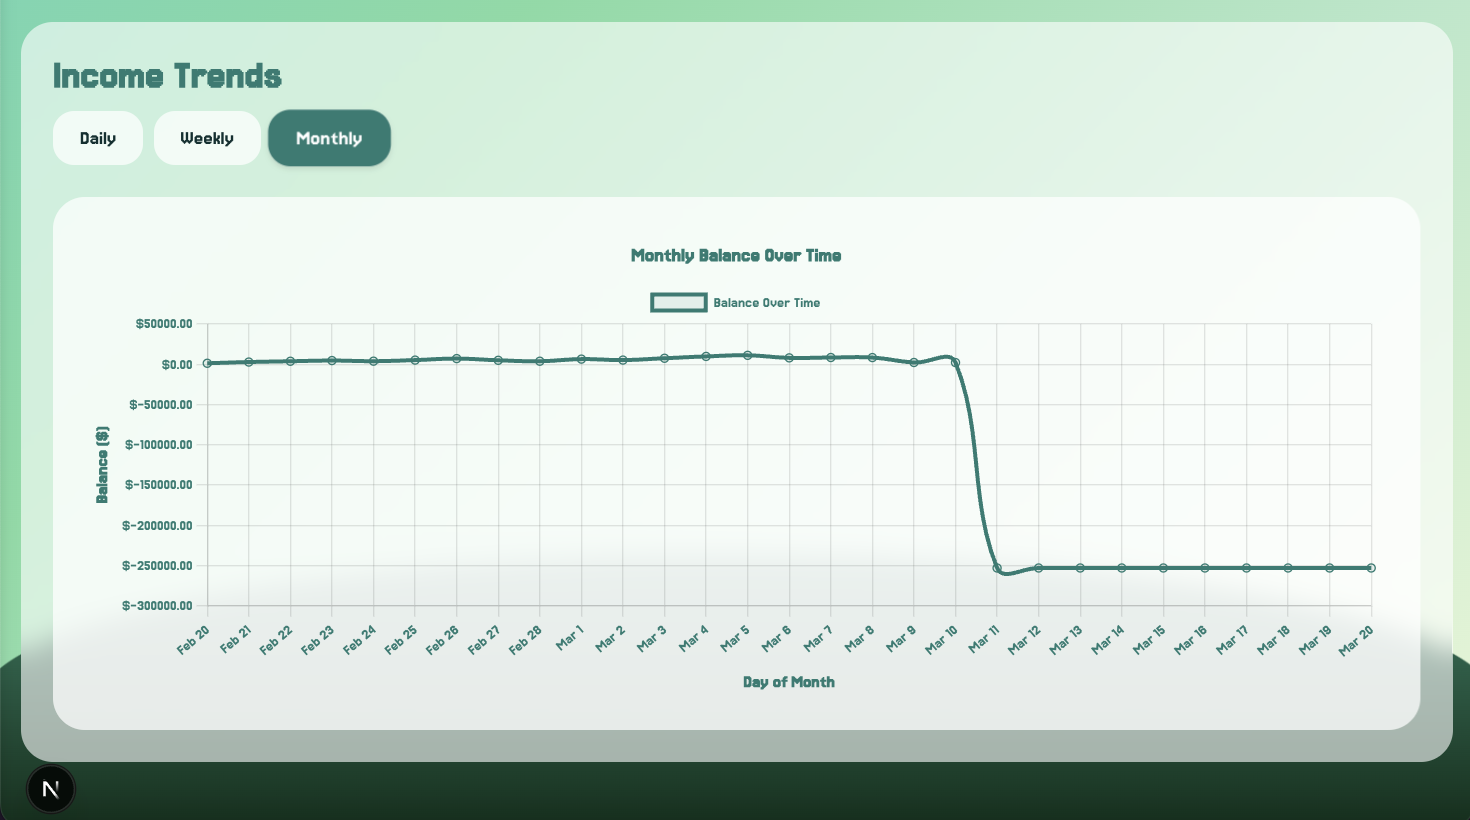 Income Trends
Daily
Weekly
Monthly
Monthly Balance Over Time
Balance Over Time
$50000.00
$0.00
$-50000.00
$-100000.00
$-150000.00
$-200000.00
$-250000.00
$-300000.00
Balance ($)
Feb 20
Feb 21
Feb 22
Feb 23
Feb 24
Feb 25
Feb 26
Feb 27
Feb 28
Mar 1
Mar 2
Mar 3
Mar 4
Mar 5
Mar 6
Mar 7
Mar 8
Mar 9
Mar 10
Mar 11
Mar 12
Mar 13
Mar 14
Mar 15
Mar 16
Mar 17
Mar 18
Mar 19
Mar 20
Day of Month
N